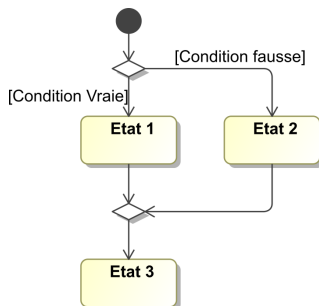 [Condition fausse]
[Condition Vraie]
Etat 1
Etat 2
Etat 3